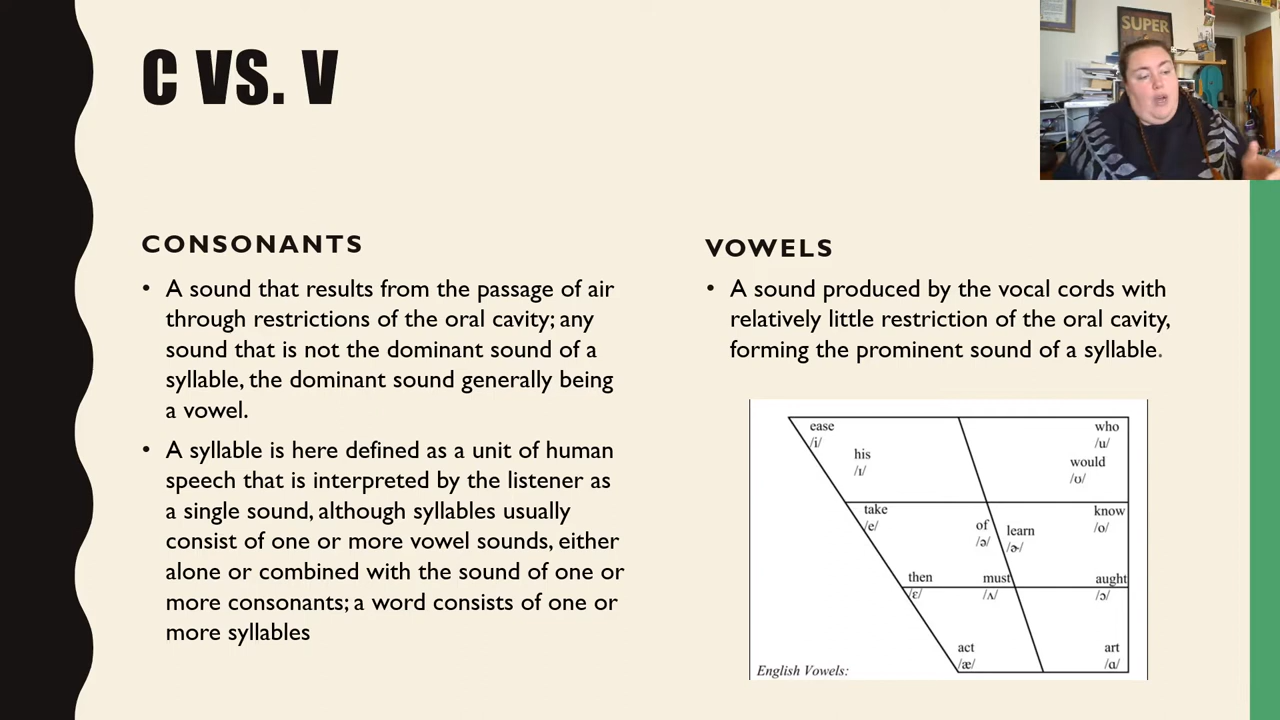 C VS. V
SUPER
CONSONANTS
• A sound that results from the passage of air
through restrictions of the oral cavity; any
sound that is not the dominant sound of a
syllable, the dominant sound generally being
a vowel.
• A syllable is here defined as a unit of human
speech that is interpreted by the listener as
a single sound, although syllables usually
consist of one or more vowel sounds, either
alone or combined with the sound of one or
more consonants; a word consists of one or
more syllables
VOWELS
• A sound produced by the vocal cords with
relatively little restriction of the oral cavity,
forming the prominent sound of a syllable.
ease
/i/
his
/ɪ/
who
/u/
would
/ʊ/
take
/e/
of
/ə/
learn
/ɚ/
know
/o/
then
/ɛ/
must
/ʌ/
aught
/ɔ/
act
/æ/
art
/ɑ/
English Vowels: